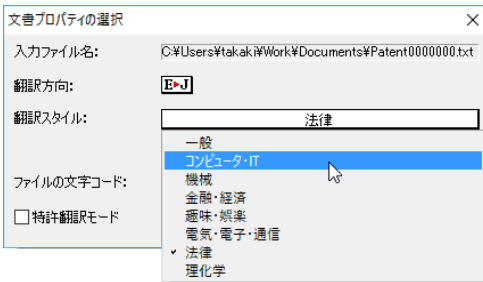 文書プロパティの選択
入力ファイル名: C:¥Users¥takaki¥Work¥Documents¥Patent0000000.txt
翻訳方向: E▸J
翻訳スタイル: 法律
一般
コンピュータ・IT
機械
ファイルの文字コード:
金融・経済
趣味・娯楽
特許翻訳モード
電気・電子・通信
✓ 法律
理化学